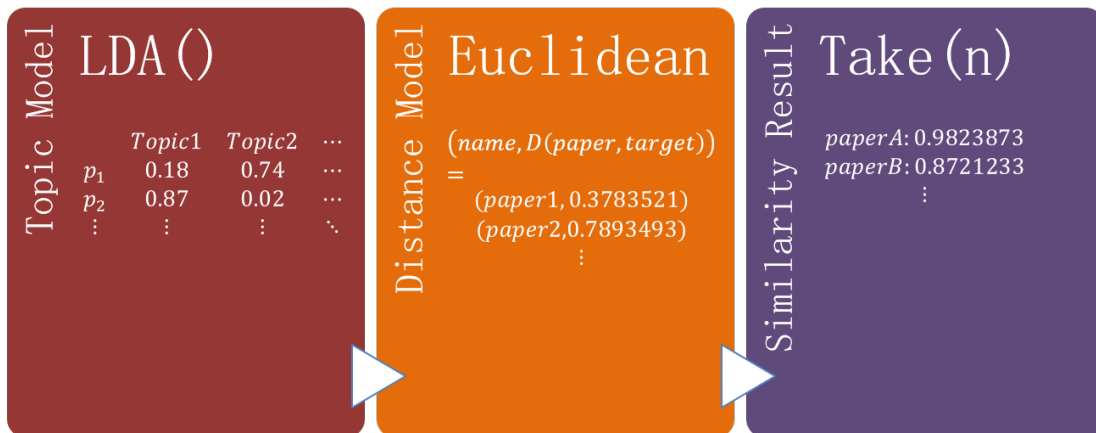 Topic Model
LDA()
Topic1 Topic2 ⋯
p₁ 0.18 0.74 ⋯
p₂ 0.87 0.02 ⋯
⋮ ⋮ ⋮ ⋱
Distance Model
Euclidean
(name, D(paper, target))
=
(paper1, 0.3783521)
(paper2,0.7893493)
⋮
Similarity Result
Take(n)
paperA: 0.9823873
paperB: 0.8721233
⋮